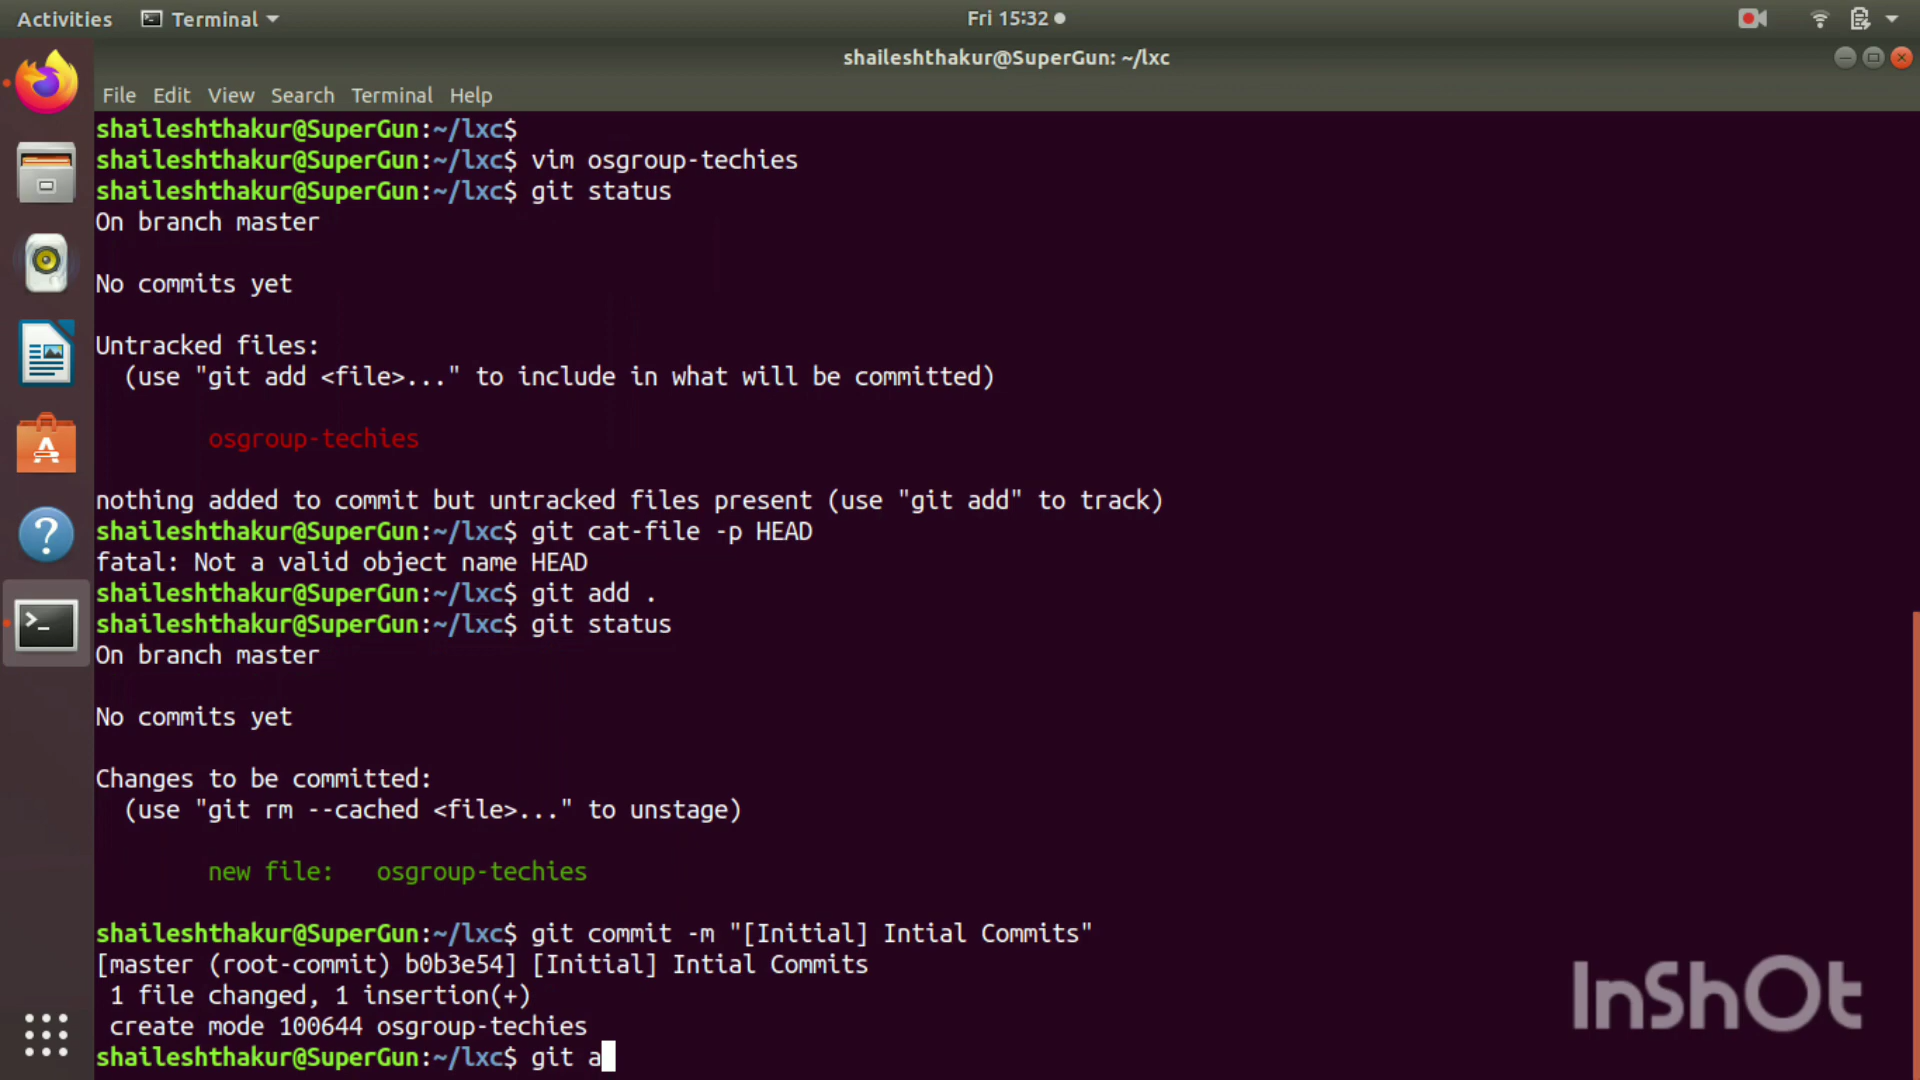 Activities Terminal Fri 15:32
shaileshthakur@SuperGun: ~/lxc
File Edit View Search Terminal Help
shaileshthakur@SuperGun:~/lxc$
shaileshthakur@SuperGun:~/lxc$ vim osgroup-techies
shaileshthakur@SuperGun:~/lxc$ git status
On branch master
No commits yet
Untracked files:
  (use "git add <file>..." to include in what will be committed)
        osgroup-techies
nothing added to commit but untracked files present (use "git add" to track)
shaileshthakur@SuperGun:~/lxc$ git cat-file -p HEAD
fatal: Not a valid object name HEAD
shaileshthakur@SuperGun:~/lxc$ git add .
shaileshthakur@SuperGun:~/lxc$ git status
On branch master
No commits yet
Changes to be committed:
  (use "git rm --cached <file>..." to unstage)
        new file:   osgroup-techies
shaileshthakur@SuperGun:~/lxc$ git commit -m "[Initial] Intial Commits"
[master (root-commit) b0b3e54] [Initial] Intial Commits
 1 file changed, 1 insertion(+)
 create mode 100644 osgroup-techies
shaileshthakur@SuperGun:~/lxc$ git a
InShOt